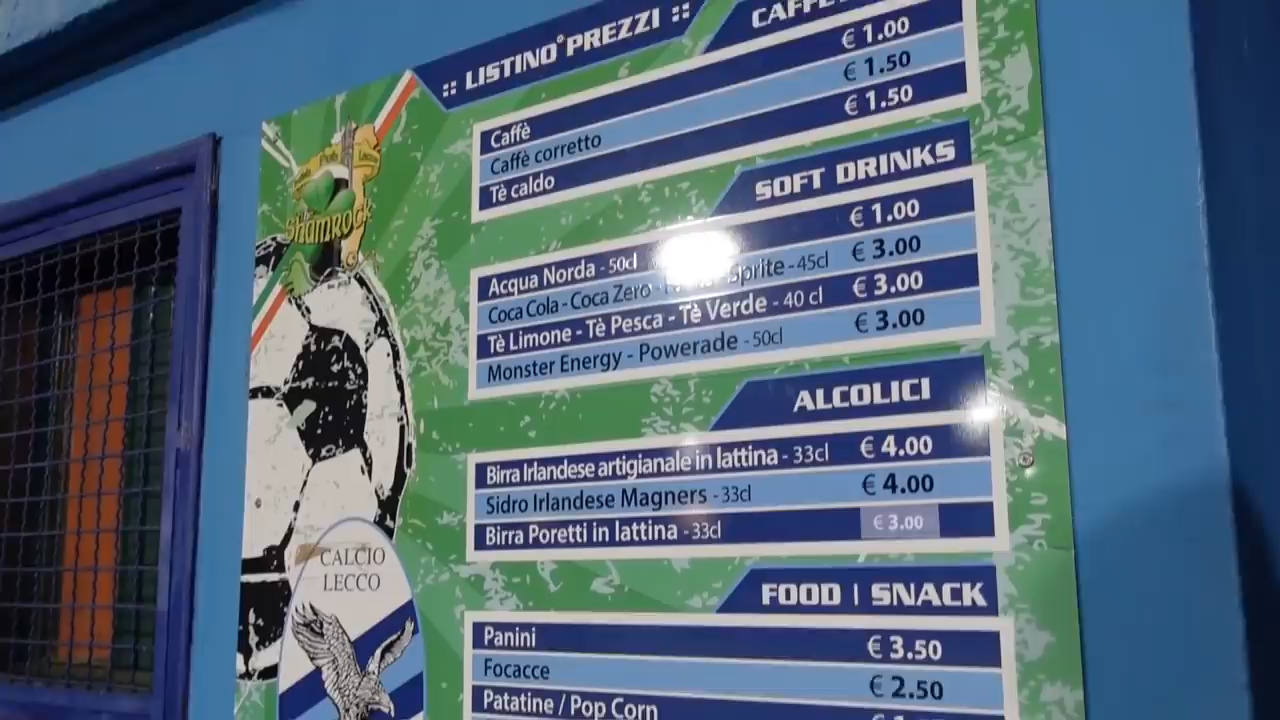 :: LISTINO PREZZI ::
CAFFE
Caffè € 1.00
Caffè corretto € 1.50
Tè caldo € 1.50
SOFT DRINKS
Acqua Norda - 50cl € 1.00
Coca Cola - Coca Zero - Sprite - 45cl € 3.00
Tè Limone - Tè Pesca - Tè Verde - 40 cl € 3.00
Monster Energy - Powerade - 50cl € 3.00
ALCOLICI
Birra Irlandese artigianale in lattina - 33cl € 4.00
Sidro Irlandese Magners - 33cl € 4.00
Birra Poretti in lattina - 33cl € 3.00
FOOD | SNACK
Panini € 3.50
Focacce € 2.50
Patatine / Pop Corn
Lecco
Shamrock
CALCIO
LECCO